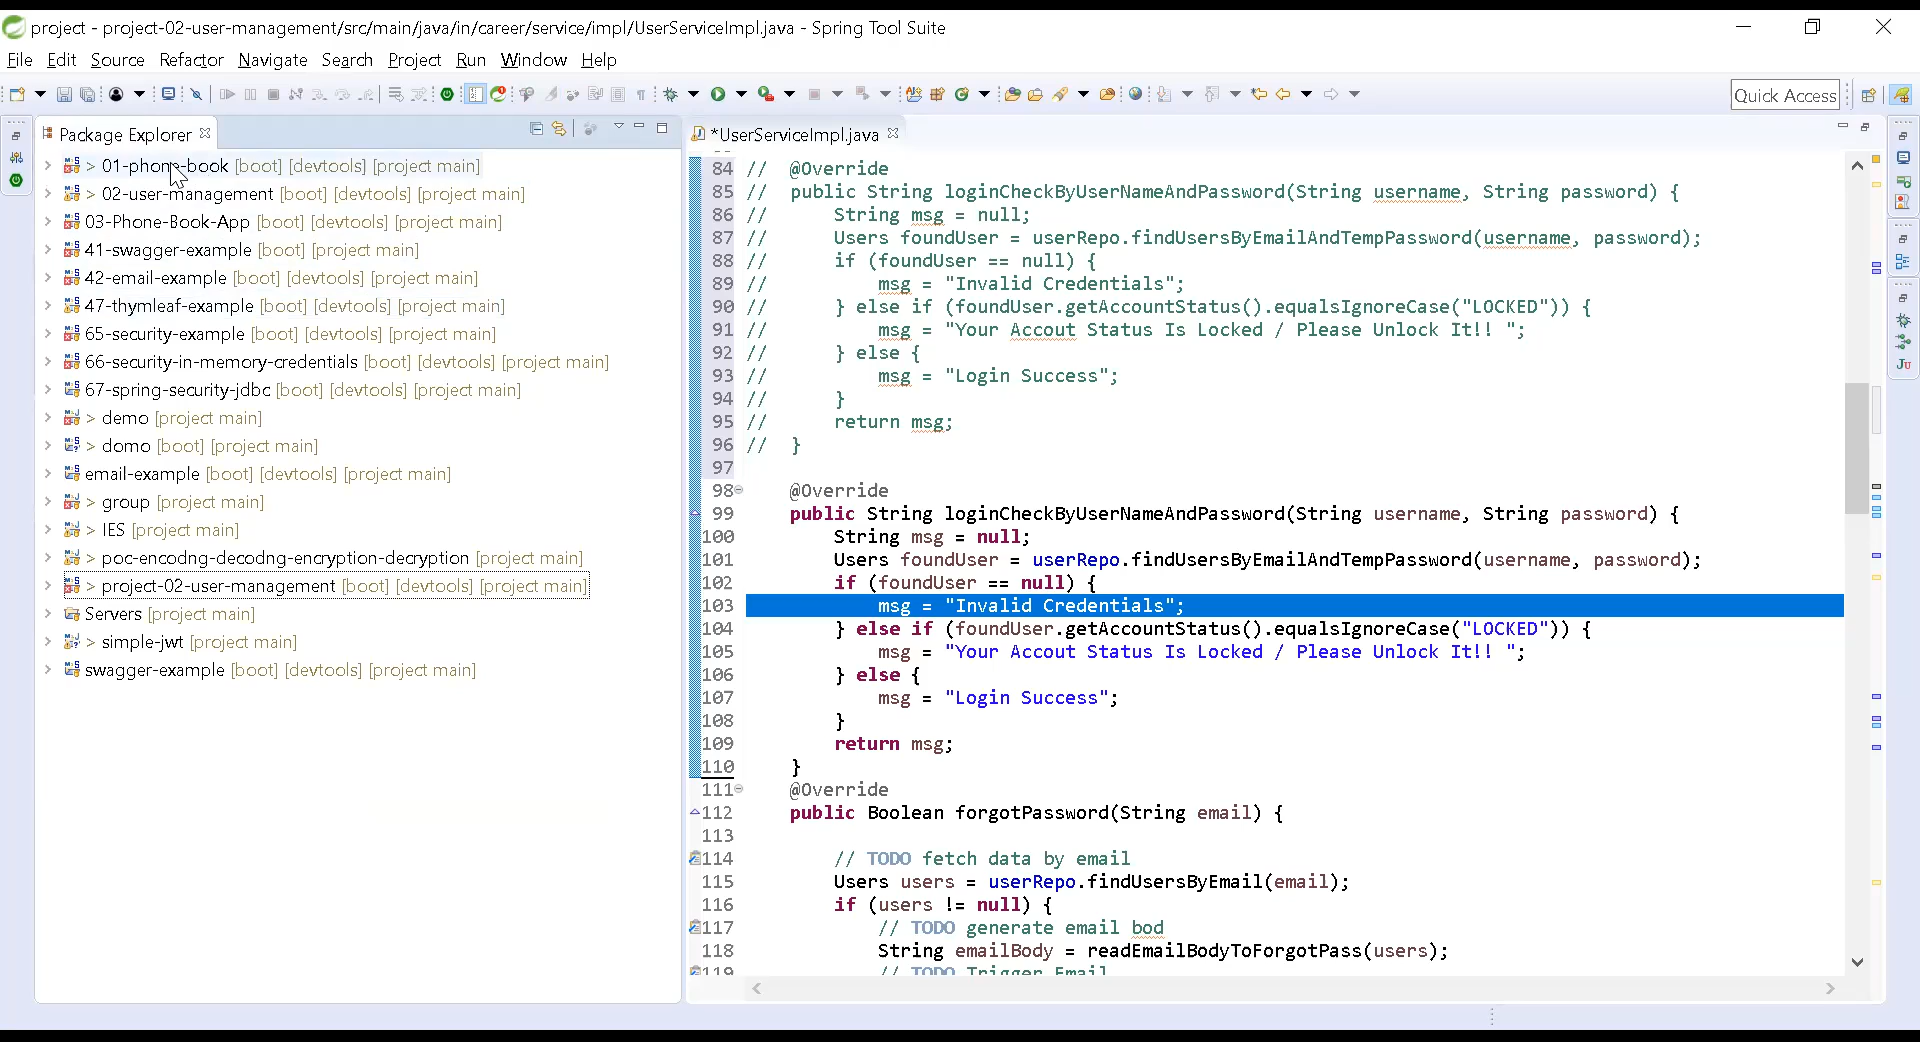 project - project-02-user-management/src/main/java/in/career/service/impl/UserServiceImpl.java - Spring Tool Suite
File Edit Source Refactor Navigate Search Project Run Window Help
Quick Access
Package Explorer
> 01-phone-book [boot] [devtools] [project main]
> 02-user-management [boot] [devtools] [project main]
03-Phone-Book-App [boot] [devtools] [project main]
41-swagger-example [boot] [project main]
42-email-example [boot] [devtools] [project main]
47-thymleaf-example [boot] [devtools] [project main]
65-security-example [boot] [devtools] [project main]
66-security-in-memory-credentials [boot] [devtools] [project main]
67-spring-security-jdbc [boot] [devtools] [project main]
> demo [project main]
> domo [boot] [project main]
email-example [boot] [devtools] [project main]
> group [project main]
> IES [project main]
> poc-encodng-decodng-encryption-decryption [project main]
> project-02-user-management [boot] [devtools] [project main]
Servers [project main]
> simple-jwt [project main]
swagger-example [boot] [devtools] [project main]
*UserServiceImpl.java
84 // @Override
85 // public String loginCheckByUserNameAndPassword(String username, String password) {
86 // String msg = null;
87 // Users foundUser = userRepo.findUsersByEmailAndTempPassword(username, password);
88 // if (foundUser == null) {
89 // msg = "Invalid Credentials";
90 // } else if (foundUser.getAccountStatus().equalsIgnoreCase("LOCKED")) {
91 // msg = "Your Accout Status Is Locked / Please Unlock It!! ";
92 // } else {
93 // msg = "Login Success";
94 // }
95 // return msg;
96 // }
97
98 @Override
99 public String loginCheckByUserNameAndPassword(String username, String password) {
100 String msg = null;
101 Users foundUser = userRepo.findUsersByEmailAndTempPassword(username, password);
102 if (foundUser == null) {
103 msg = "Invalid Credentials";
104 } else if (foundUser.getAccountStatus().equalsIgnoreCase("LOCKED")) {
105 msg = "Your Accout Status Is Locked / Please Unlock It!! ";
106 } else {
107 msg = "Login Success";
108 }
109 return msg;
110 }
111 @Override
112 public Boolean forgotPassword(String email) {
113
114 // TODO fetch data by email
115 Users users = userRepo.findUsersByEmail(email);
116 if (users != null) {
117 // TODO generate email bod
118 String emailBody = readEmailBodyToForgotPass(users);
119 // TODO Trigger Email
Ju